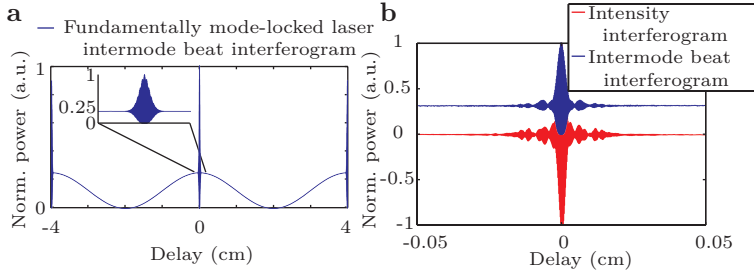 a
Fundamentally mode-locked laser
intermode beat interferogram
Norm. power (a.u.)
1
0
1
0.25
0
-4
-2
0
2
4
Delay (cm)
b
Intensity
interferogram
Intermode beat
interferogram
Norm. power (a.u.)
1
0.5
0
-0.5
-1
-0.05
0
0.05
Delay (cm)